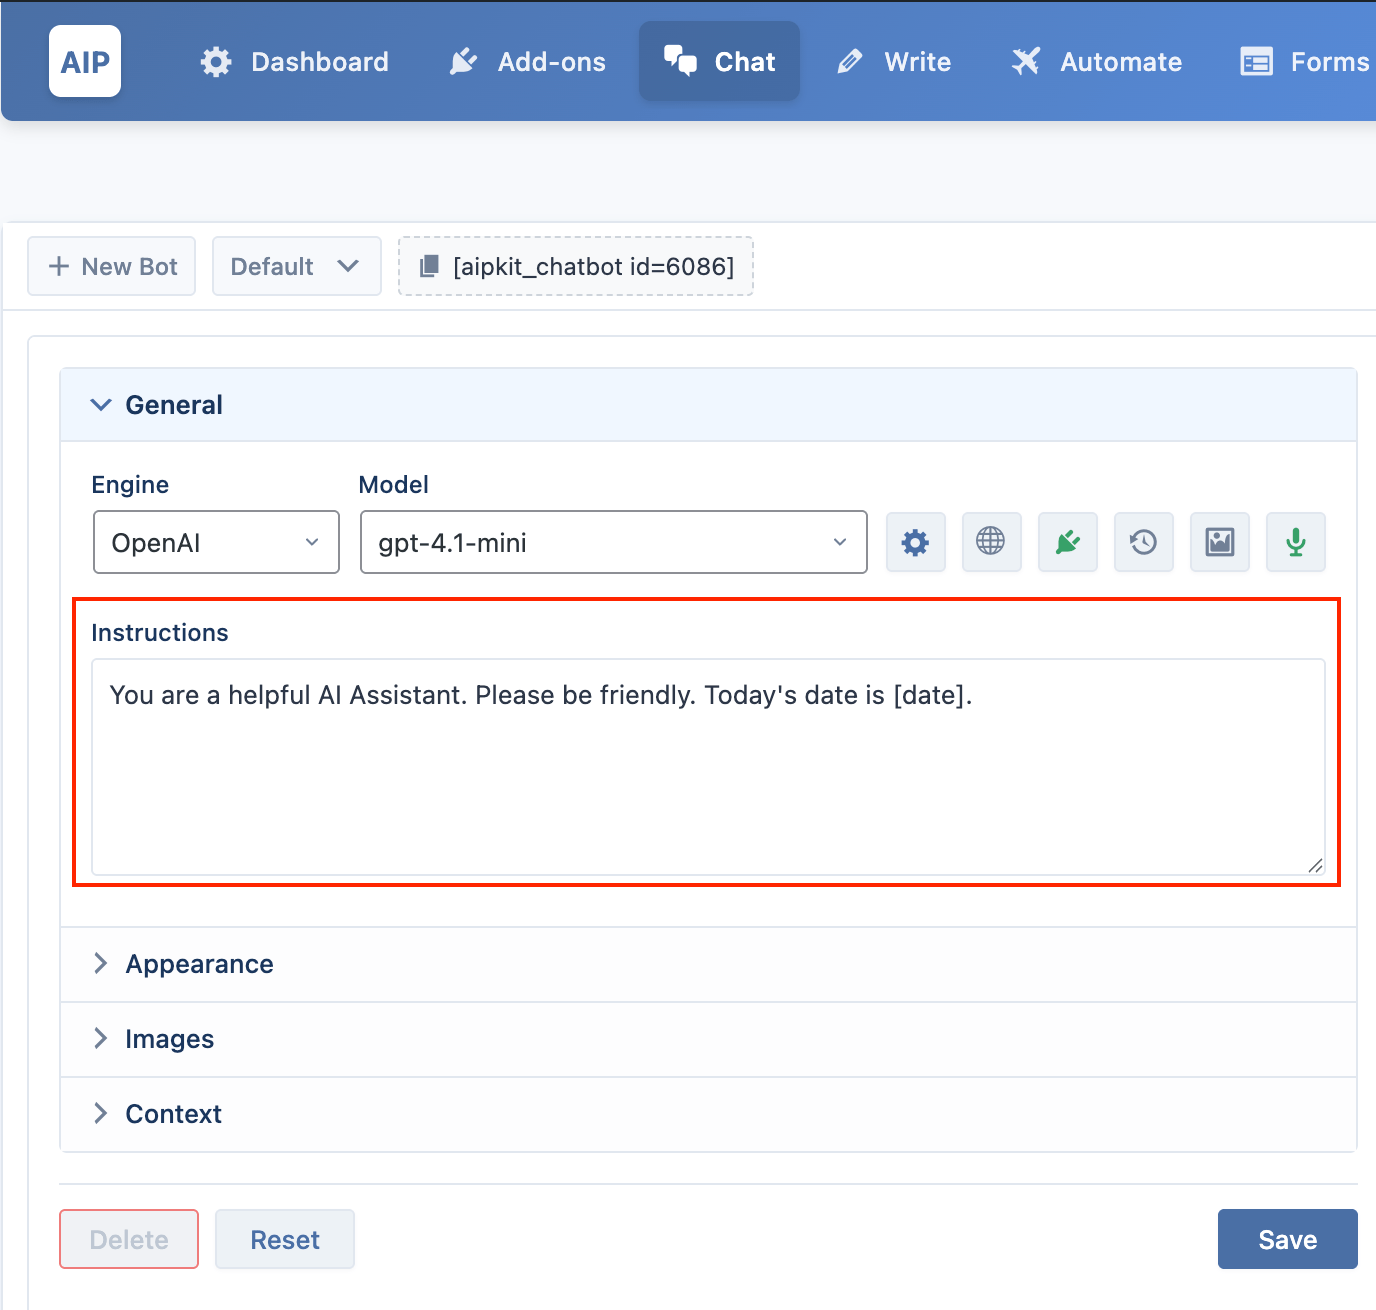 AIP Dashboard Add-ons Chat Write Automate Forms
New Bot Default [aipkit_chatbot id=6086]
General
Engine Model
OpenAI gpt-4.1-mini
Instructions
You are a helpful AI Assistant. Please be friendly. Today's date is [date].
Appearance
Images
Context
Delete Reset Save